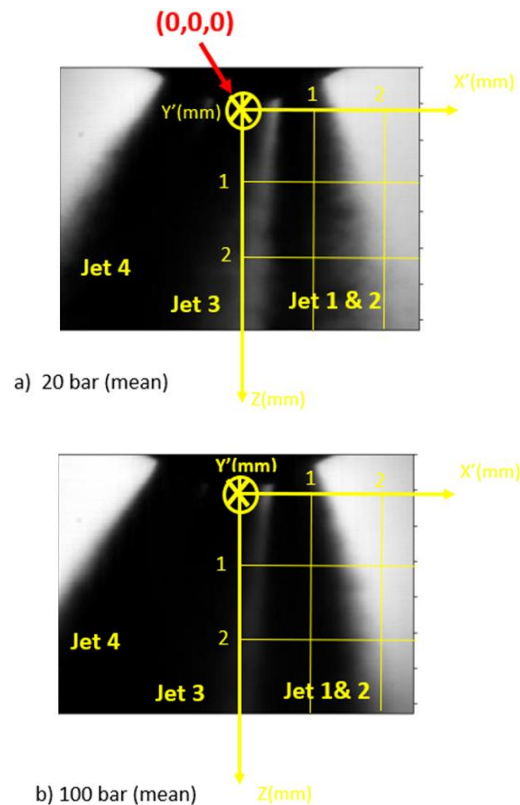 (0,0,0)
X'(mm)
1 2
Y'(mm)
1
2
Jet 4
Jet 3
Jet 1 & 2
a) 20 bar (mean)
Z(mm)
Y'(mm)
X'(mm)
1 2
1
2
Jet 4
Jet 3
Jet 1& 2
b) 100 bar (mean)
Z(mm)